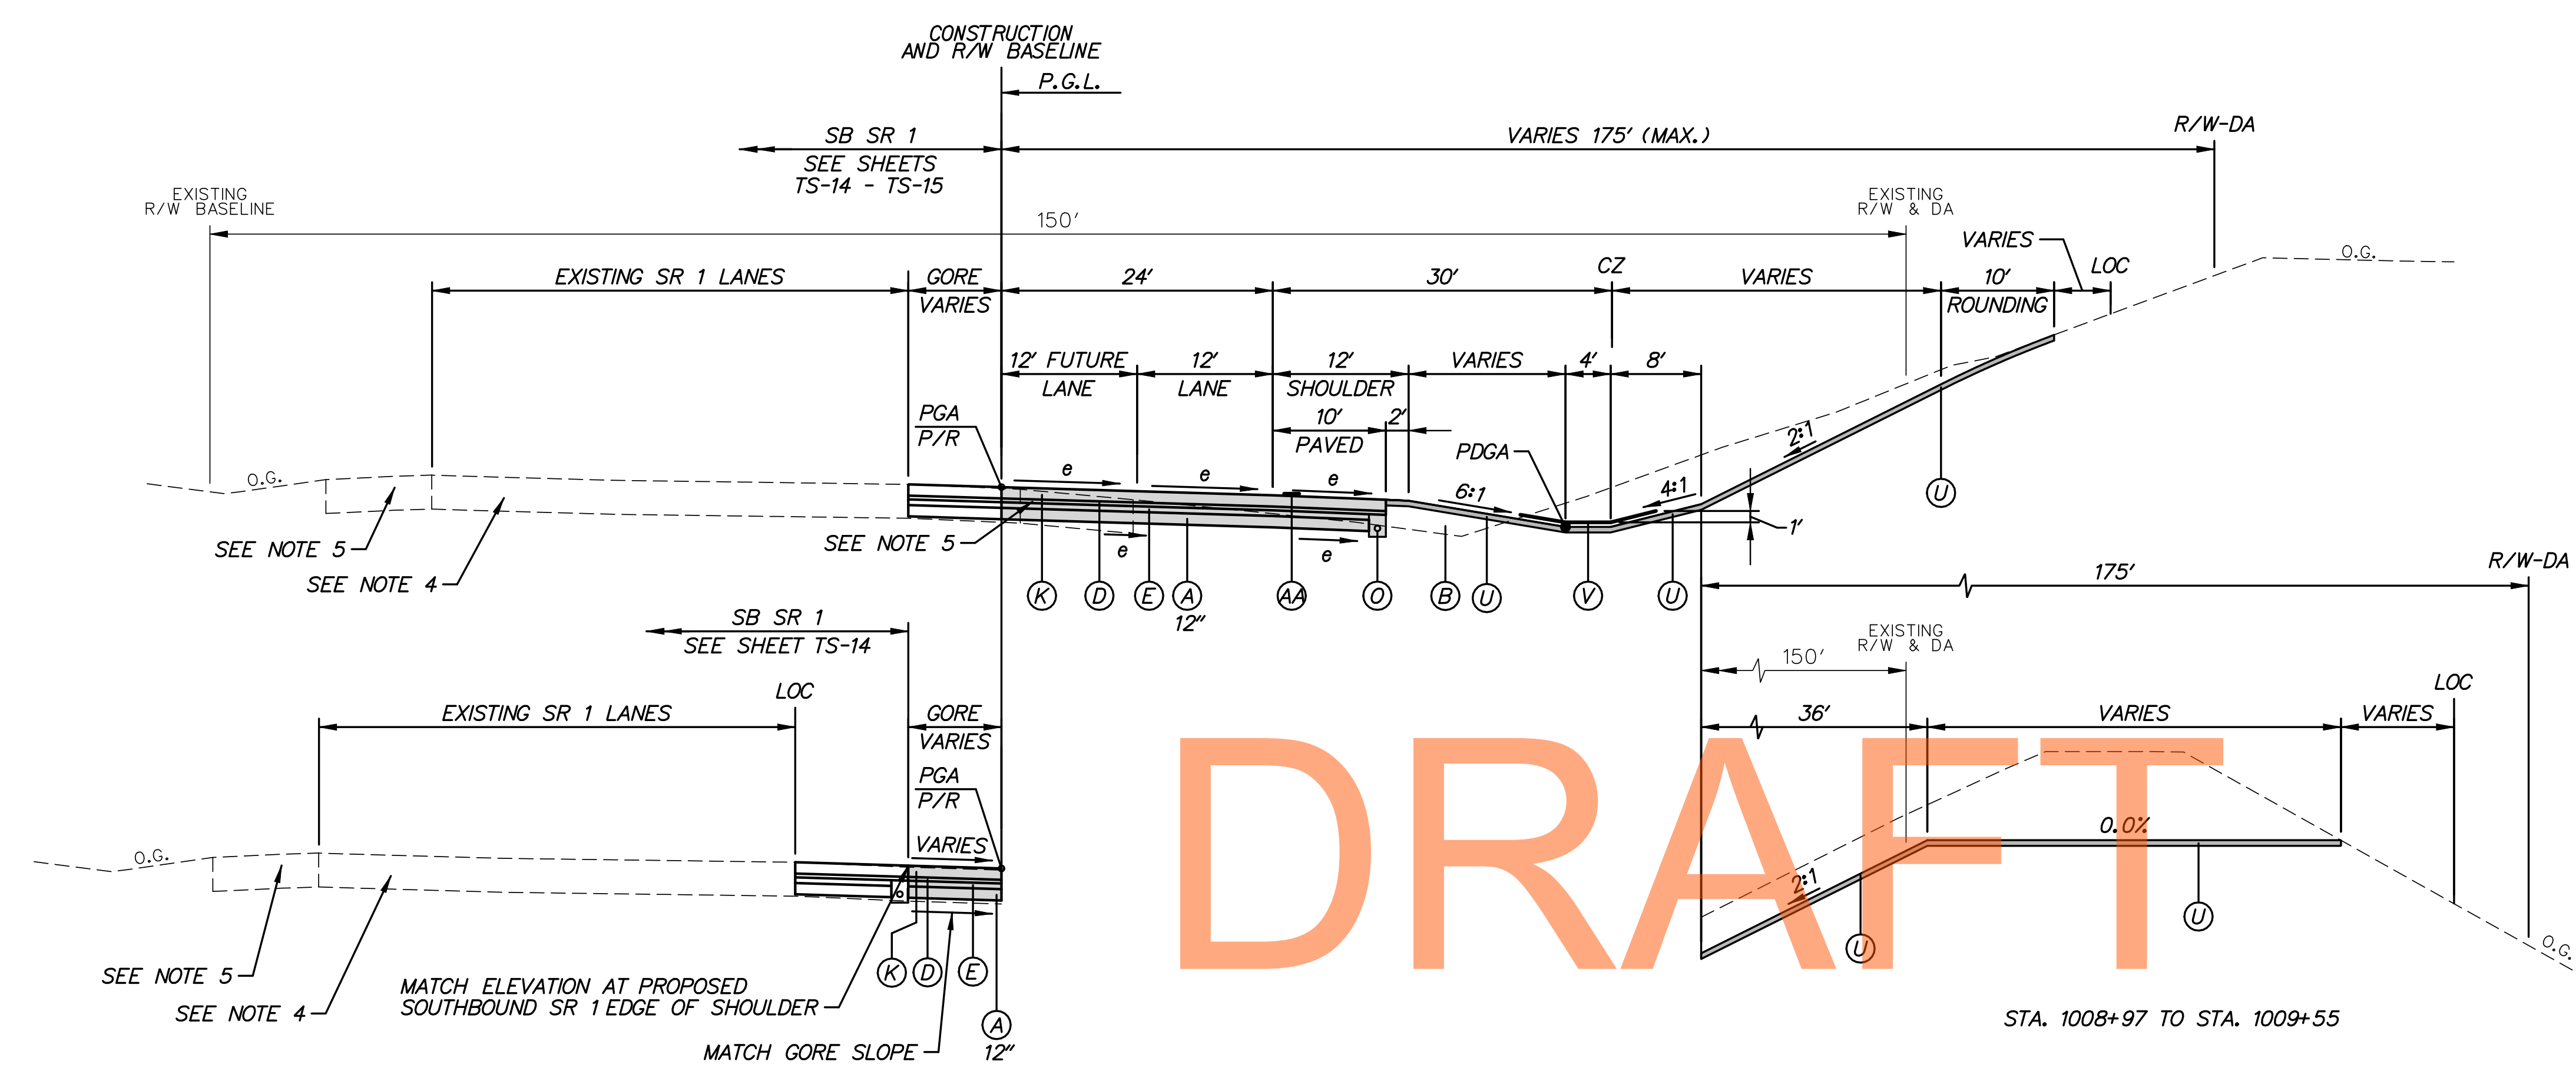 CONSTRUCTION
AND R/W BASELINE
P.G.L.
SB SR 1
SEE SHEETS
TS-14 - TS-15
VARIES 175' (MAX.)
R/W-DA
EXISTING
R/W BASELINE
150'
EXISTING
R/W & DA
VARIES
O.G.
EXISTING SR 1 LANES
GORE
VARIES
24'
30'
CZ
VARIES
10'
ROUNDING
LOC
12' FUTURE
LANE
12'
LANE
12'
SHOULDER
VARIES
4'
8'
10'
PAVED
2'
PGA
P/R
PDGA
2:1
O.G.
e
e
e
6:1
4:1
U
1'
SEE NOTE 5
SEE NOTE 4
SEE NOTE 5
e
e
K
D
E
A
12"
AA
O
B
U
V
U
175'
R/W-DA
SB SR 1
SEE SHEET TS-14
EXISTING
R/W & DA
150'
LOC
LOC
EXISTING SR 1 LANES
GORE
VARIES
36'
VARIES
VARIES
PGA
P/R
VARIES
O.G.
0.0%
2:1
U
U
O.G.
SEE NOTE 5
SEE NOTE 4
K
D
E
MATCH ELEVATION AT PROPOSED
SOUTHBOUND SR 1 EDGE OF SHOULDER
A
12"
MATCH GORE SLOPE
STA. 1008+97 TO STA. 1009+55
DRAFT